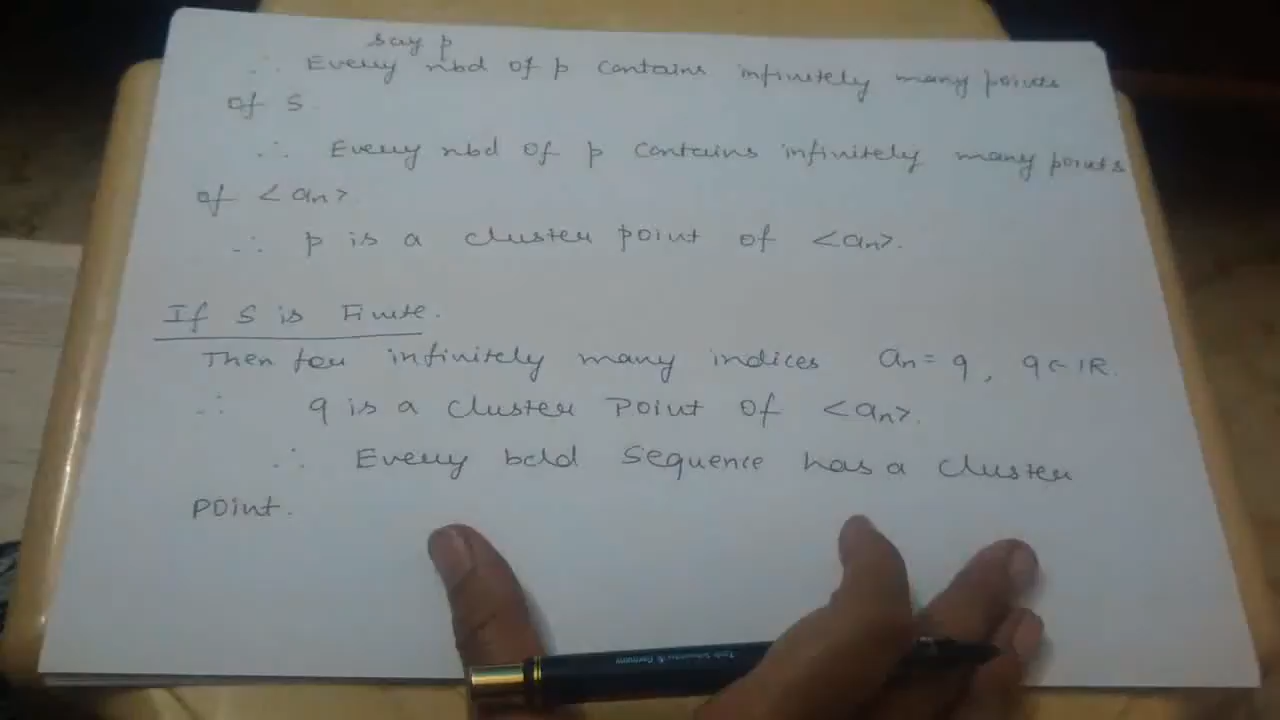 say p
∴ Every nbd of p contains infinitely many points
of S.
∴ Every nbd of p contains infinitely many points
of <an>
∴ p is a cluster point of <an>.
If S is Finite.
Then for infinitely many indices an = q, q ∈ IR.
∴ q is a cluster Point of <an>.
∴ Every bdd sequence has a cluster
point.